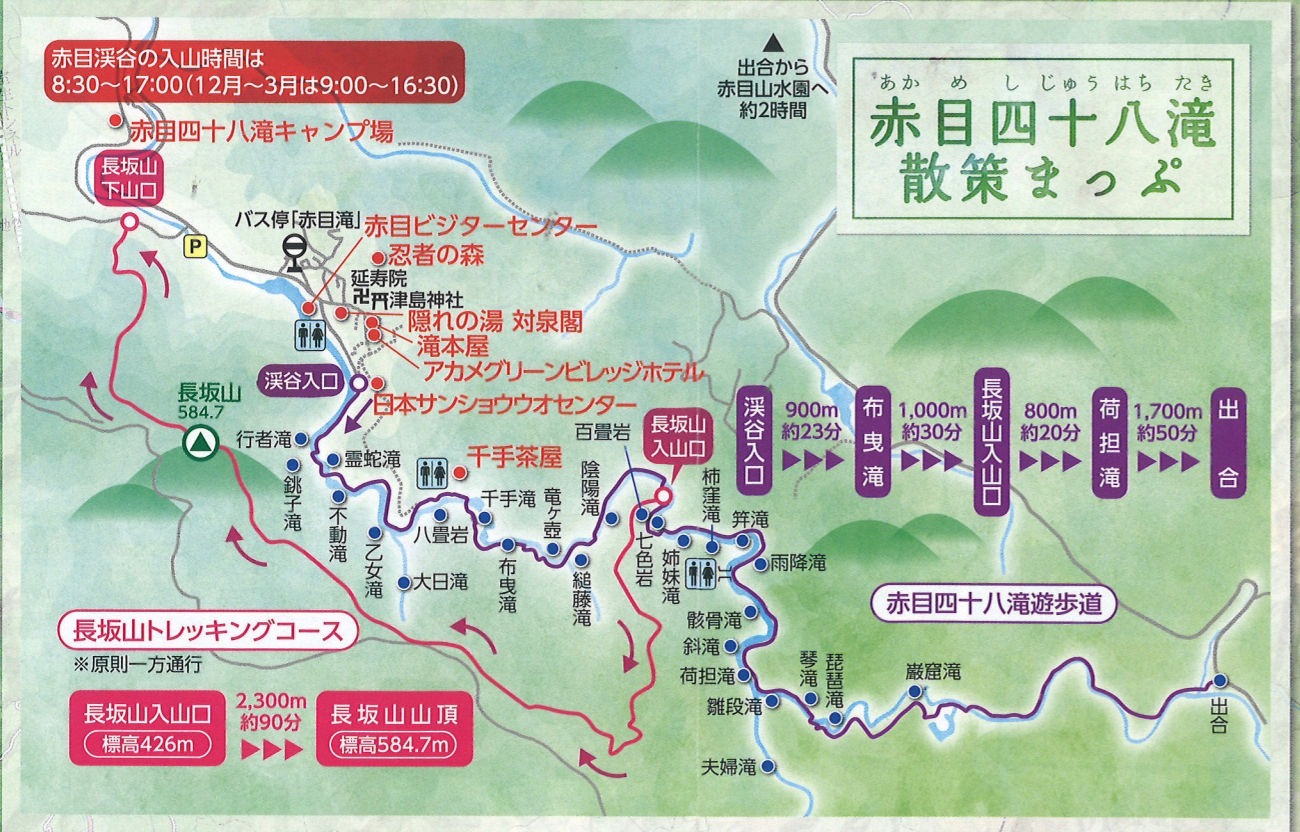 赤目渓谷の入山時間は
8:30～17:00(12月～3月は9:00～16:30)
出合から
赤目山水園へ
約2時間
あかめしじゅうはちたき
赤目四十八滝
散策まっぷ
赤目四十八滝キャンプ場
長坂山
下山口
P
バス停「赤目滝」
赤目ビジターセンター
忍者の森
延寿院
卍
津島神社
隠れの湯 対泉閣
滝本屋
アカメグリーンビレッジホテル
渓谷入口
日本サンショウウオセンター
長坂山
584.7
行者滝
銚子滝
霊蛇滝
不動滝
乙女滝
大日滝
千手茶屋
八畳岩
千手滝
布曳滝
竜ヶ壺
縋藤滝
陰陽滝
百畳岩
長坂山
入山口
七色岩
姉妹滝
柿窪滝
笄滝
雨降滝
骸骨滝
斜滝
荷担滝
雛段滝
夫婦滝
琴滝
琵琶滝
巌窟滝
出合
渓谷入口
900m
約23分
布曳滝
1,000m
約30分
長坂山入山口
800m
約20分
荷担滝
1,700m
約50分
出合
赤目四十八滝遊歩道
長坂山トレッキングコース
※原則一方通行
長坂山入山口
標高426m
2,300m
約90分
長坂山山頂
標高584.7m